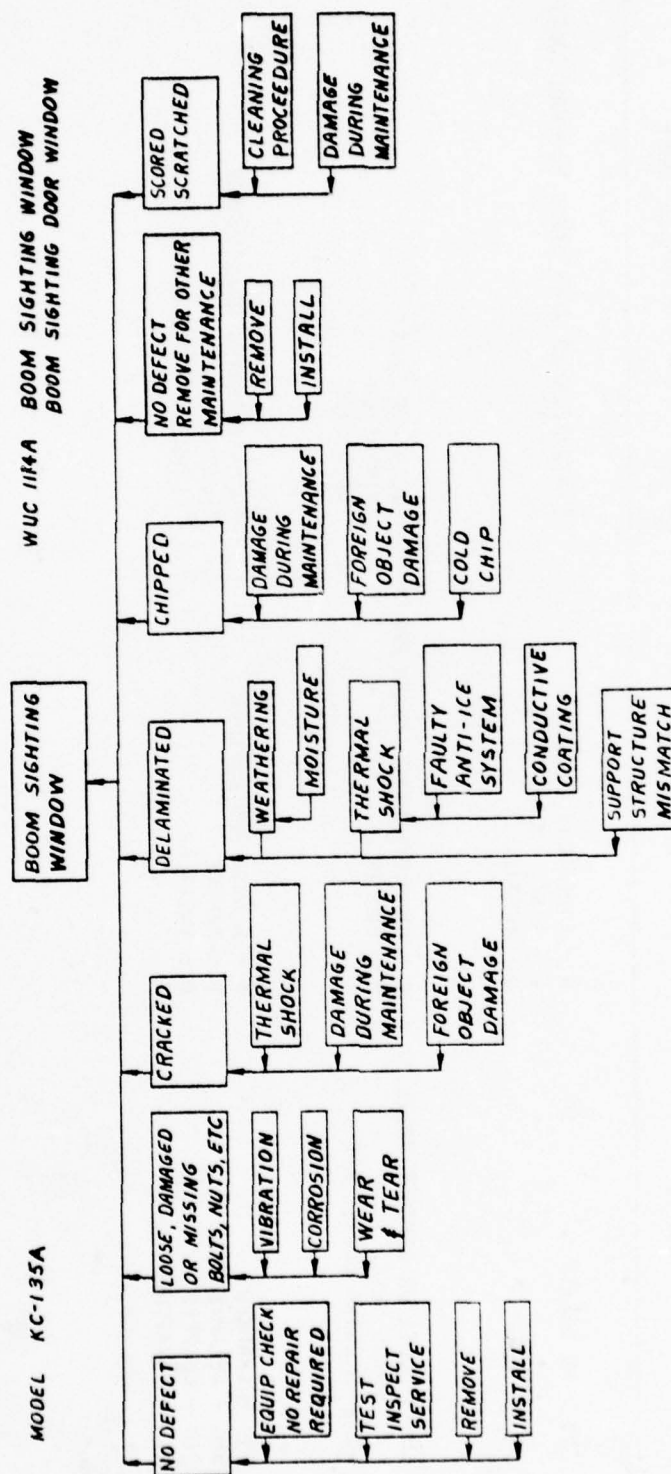 MODEL KC-135A
WUC 1114A BOOM SIGHTING WINDOW
BOOM SIGHTING DOOR WINDOW
BOOM SIGHTING
WINDOW
NO DEFECT
EQUIP CHECK
NO REPAIR
REQUIRED
TEST
INSPECT
SERVICE
REMOVE
INSTALL
LOOSE, DAMAGED
OR MISSING
BOLTS, NUTS, ETC
VIBRATION
CORROSION
WEAR
& TEAR
CRACKED
THERMAL
SHOCK
DAMAGE
DURING
MAINTENANCE
FOREIGN
OBJECT
DAMAGE
DELAMINATED
WEATHERING
MOISTURE
THERMAL
SHOCK
FAULTY
ANTI-ICE
SYSTEM
CONDUCTIVE
COATING
SUPPORT
STRUCTURE
MISMATCH
CHIPPED
DAMAGE
DURING
MAINTENANCE
FOREIGN
OBJECT
DAMAGE
COLD
CHIP
NO DEFECT
REMOVE FOR OTHER
MAINTENANCE
REMOVE
INSTALL
SCORED
SCRATCHED
CLEANING
PROCEEDURE
DAMAGE
DURING
MAINTENANCE